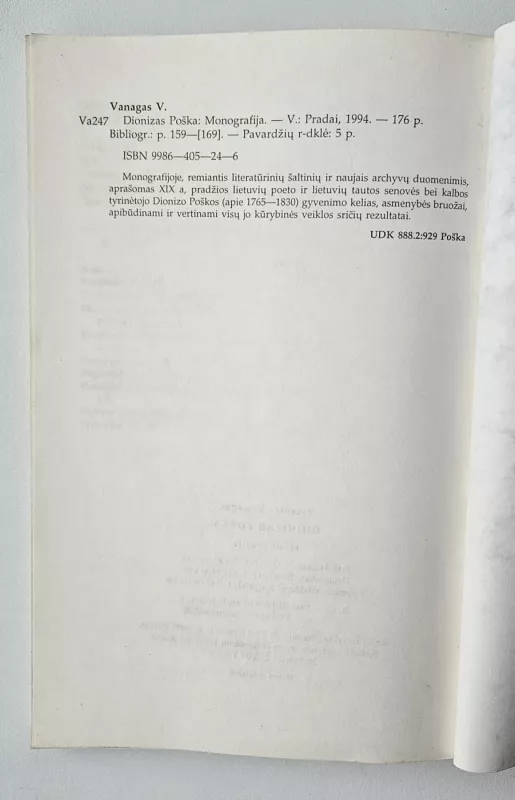 Vanagas V.
Va247 Dionizas Poška: Monografija. — V.: Pradai, 1994. — 176 p.
Bibliogr.: p. 159—[169]. — Pavardžių r-dklė: 5 p.
ISBN 9986—405—24—6
Monografijoje, remiantis literatūrinių šaltinių ir naujais archyvų duomenimis,
aprašomas XIX a, pradžios lietuvių poeto ir lietuvių tautos senovės bei kalbos
tyrinėtojo Dionizo Poškos (apie 1765—1830) gyvenimo kelias, asmenybės bruožai,
apibūdinami ir vertinami visų jo kūrybinės veiklos sričių rezultatai.
UDK 888.2:929 Poška